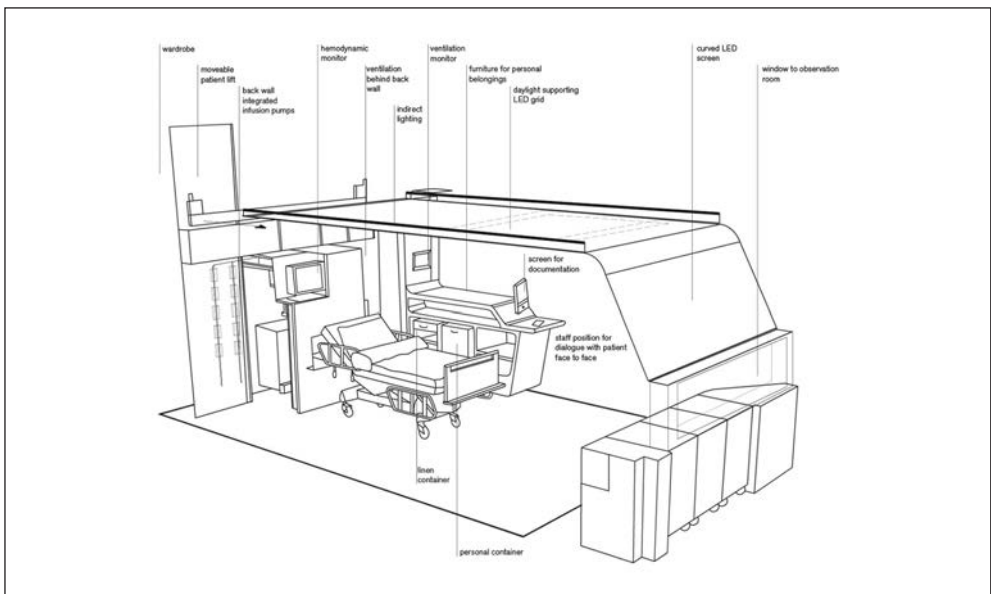 wardrobe
moveable
patient lift
back wall
integrated
infusion pumps
hemodynamic
monitor
ventilation
behind back
wall
indirect
lighting
ventilation
monitor
furniture for personal
belongings
daylight supporting
LED grid
curved LED
screen
window to observation
room
screen for
documentation
staff position for
dialogue with patient
face to face
linen
container
personal container